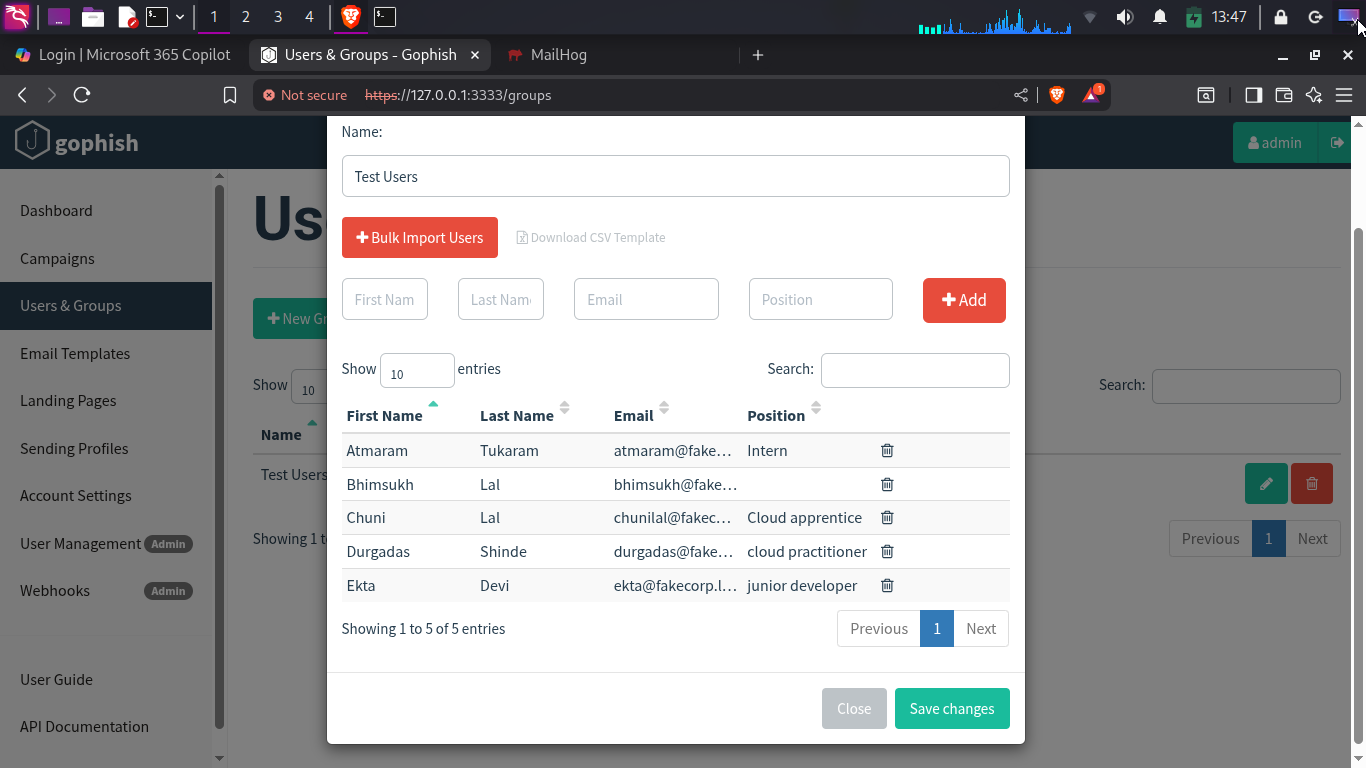 1 2 3 4 13:47
Login | Microsoft 365 Copilot Users & Groups - Gophish MailHog
Not secure https://127.0.0.1:3333/groups 1
gophish
admin
Dashboard
Campaigns
Users & Groups
Email Templates
Landing Pages
Sending Profiles
Account Settings
User Management Admin
Webhooks Admin
User Guide
API Documentation
Us
New Gr
Show 10
Search:
Name
Test Users
Showing 1 t
Previous 1 Next
Name:
Test Users
Bulk Import Users Download CSV Template
First Nam Last Name Email Position Add
Show 10 entries Search:
First Name Last Name Email Position
Atmaram Tukaram atmaram@fake... Intern
Bhimsukh Lal bhimsukh@fake...
Chuni Lal chunilal@fakec... Cloud apprentice
Durgadas Shinde durgadas@fake... cloud practitioner
Ekta Devi ekta@fakecorp.l... junior developer
Showing 1 to 5 of 5 entries
Previous 1 Next
Close Save changes